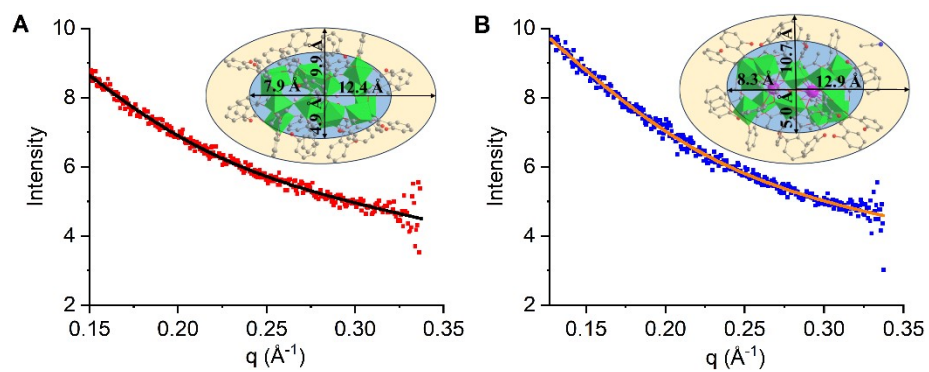 A
10
8
6
4
2
Intensity
0.15
0.20
0.25
0.30
0.35
q (Å-1)
9.9 Å
7.9 Å
12.4 Å
4.9 Å
B
10
8
6
4
2
Intensity
0.15
0.20
0.25
0.30
0.35
q (Å-1)
10.7 Å
8.3 Å
12.9 Å
5.0 Å